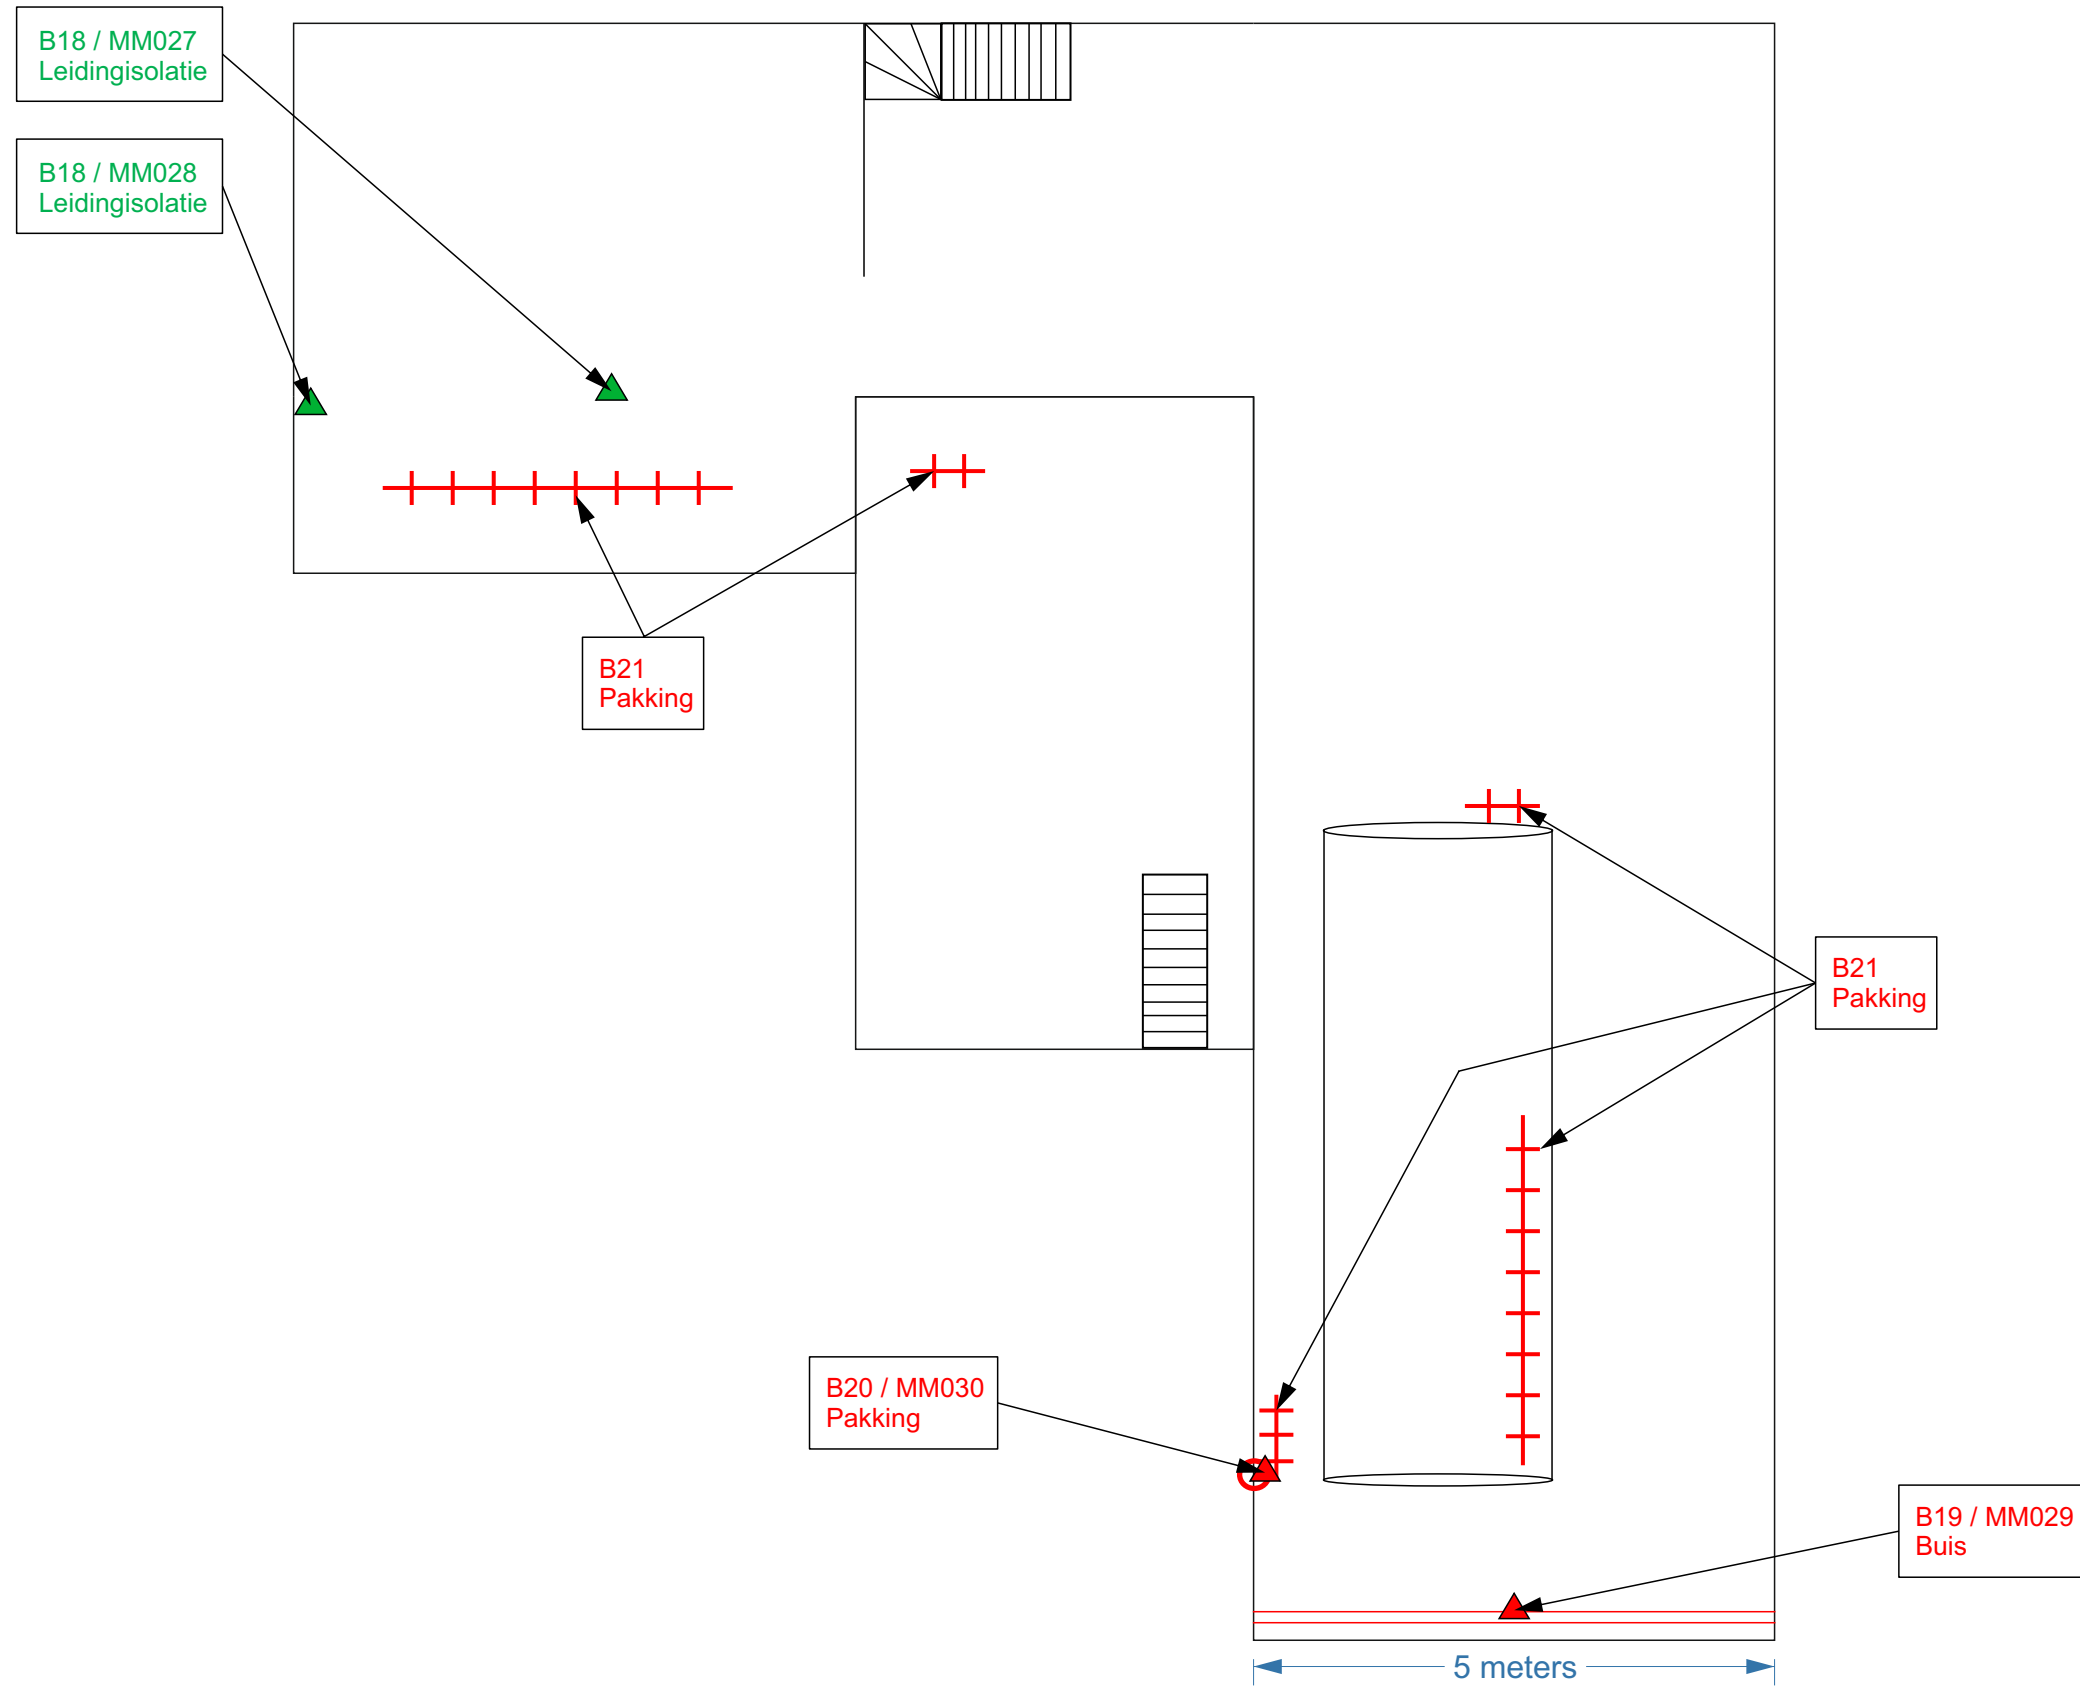 B18 / MM027
Leidingisolatie
B18 / MM028
Leidingisolatie
B21
Pakking
B21
Pakking
B20 / MM030
Pakking
B19 / MM029
Buis
5 meters